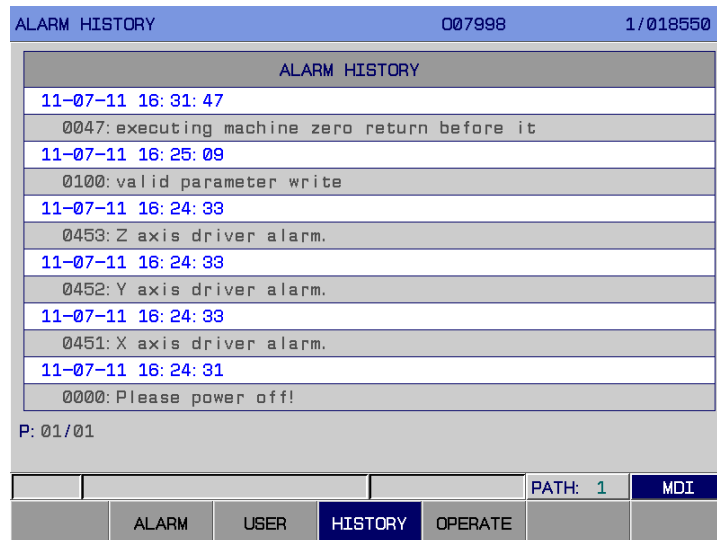 ALARM HISTORY O07998 1/018550
ALARM HISTORY
11-07-11 16:31:47
0047:executing machine zero return before it
11-07-11 16:25:09
0100:valid parameter write
11-07-11 16:24:33
0453:Z axis driver alarm.
11-07-11 16:24:33
0452:Y axis driver alarm.
11-07-11 16:24:33
0451:X axis driver alarm.
11-07-11 16:24:31
0000:Please power off!
P: 01/01
PATH: 1 MDI
ALARM USER HISTORY OPERATE